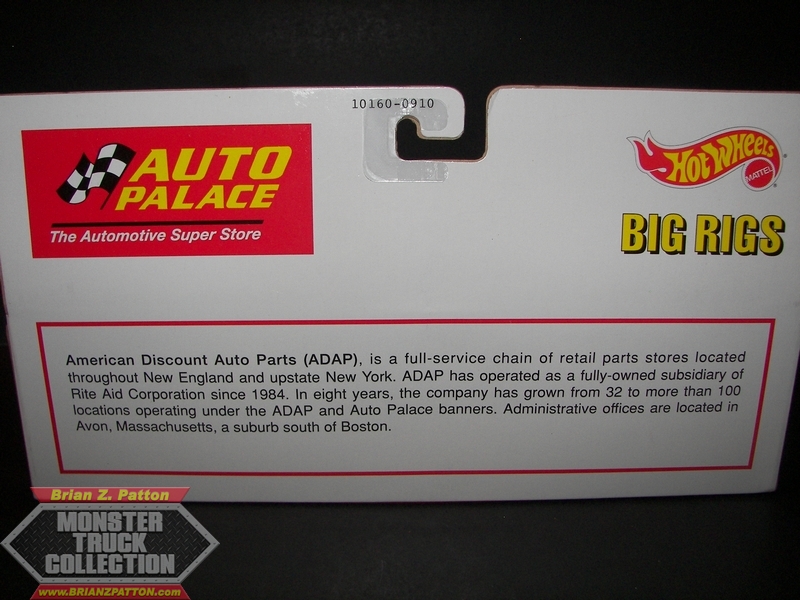 10160-0910
AUTO
PALACE
The Automotive Super Store
HOT WHEELS
MATTEL
BIG RIGS
American Discount Auto Parts (ADAP), is a full-service chain of retail parts stores located
throughout New England and upstate New York. ADAP has operated as a fully-owned subsidiary of
Rite Aid Corporation since 1984. In eight years, the company has grown from 32 to more than 100
locations operating under the ADAP and Auto Palace banners. Administrative offices are located in
Avon, Massachusetts, a suburb south of Boston.
Brian Z. Patton
MONSTER
TRUCK
COLLECTION
www.BRIANZPATTON.com